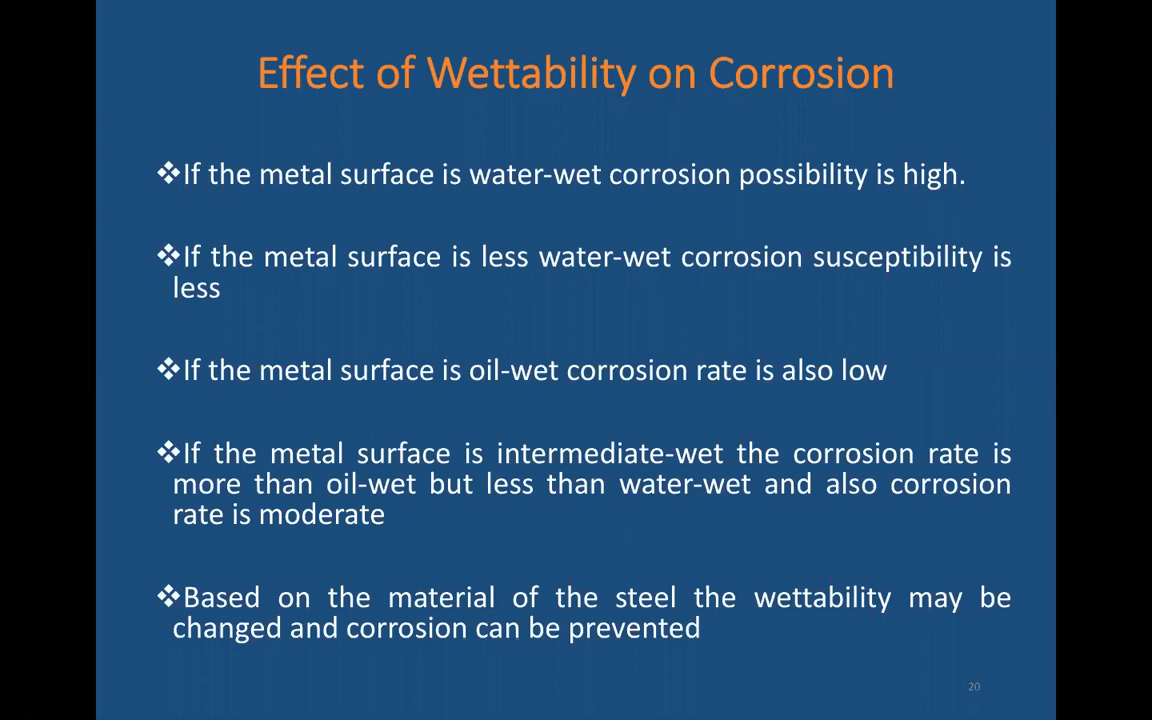 Effect of Wettability on Corrosion
❖If the metal surface is water-wet corrosion possibility is high.
❖If the metal surface is less water-wet corrosion susceptibility is
less
❖If the metal surface is oil-wet corrosion rate is also low
❖If the metal surface is intermediate-wet the corrosion rate is
more than oil-wet but less than water-wet and also corrosion
rate is moderate
❖Based on the material of the steel the wettability may be
changed and corrosion can be prevented
20